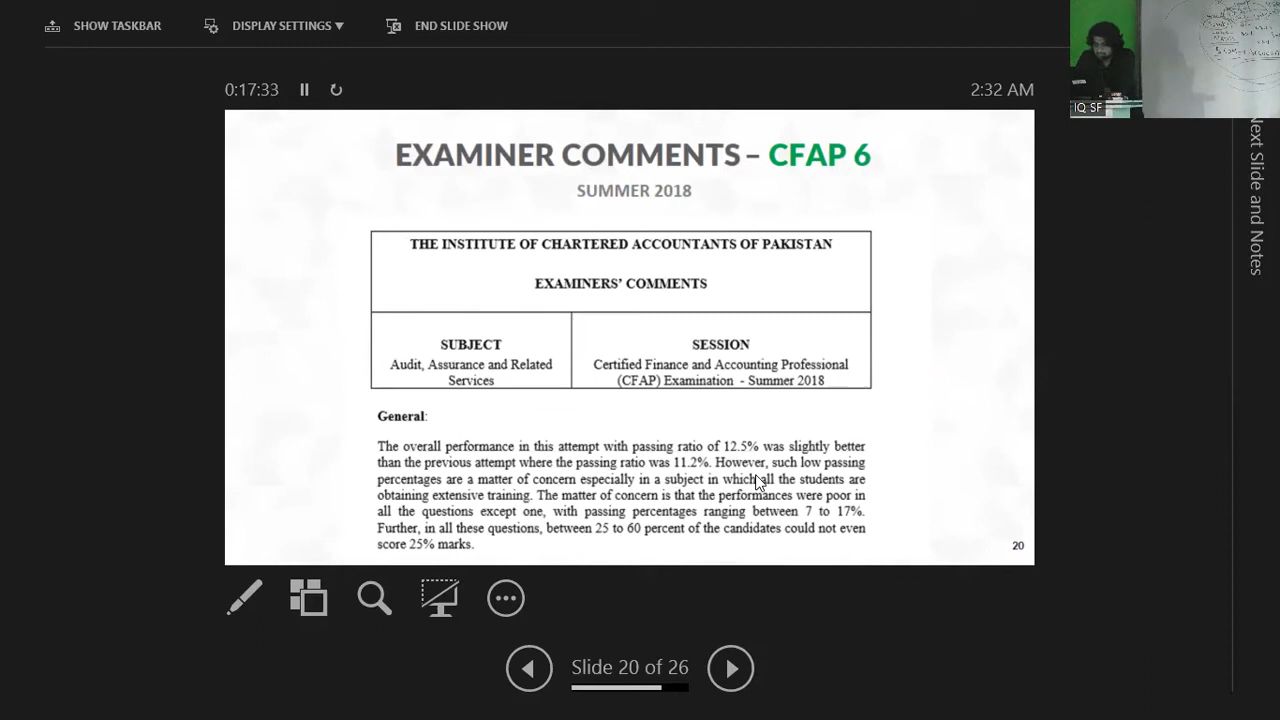 SHOW TASKBAR
DISPLAY SETTINGS
END SLIDE SHOW
0:17:33
2:32 AM
IQ SF
Next Slide and Notes
EXAMINER COMMENTS – CFAP 6
SUMMER 2018
THE INSTITUTE OF CHARTERED ACCOUNTANTS OF PAKISTAN
EXAMINERS' COMMENTS
SUBJECT
Audit, Assurance and Related
Services
SESSION
Certified Finance and Accounting Professional
(CFAP) Examination - Summer 2018
General:
The overall performance in this attempt with passing ratio of 12.5% was slightly better
than the previous attempt where the passing ratio was 11.2%. However, such low passing
percentages are a matter of concern especially in a subject in which all the students are
obtaining extensive training. The matter of concern is that the performances were poor in
all the questions except one, with passing percentages ranging between 7 to 17%.
Further, in all these questions, between 25 to 60 percent of the candidates could not even
score 25% marks.
20
Slide 20 of 26